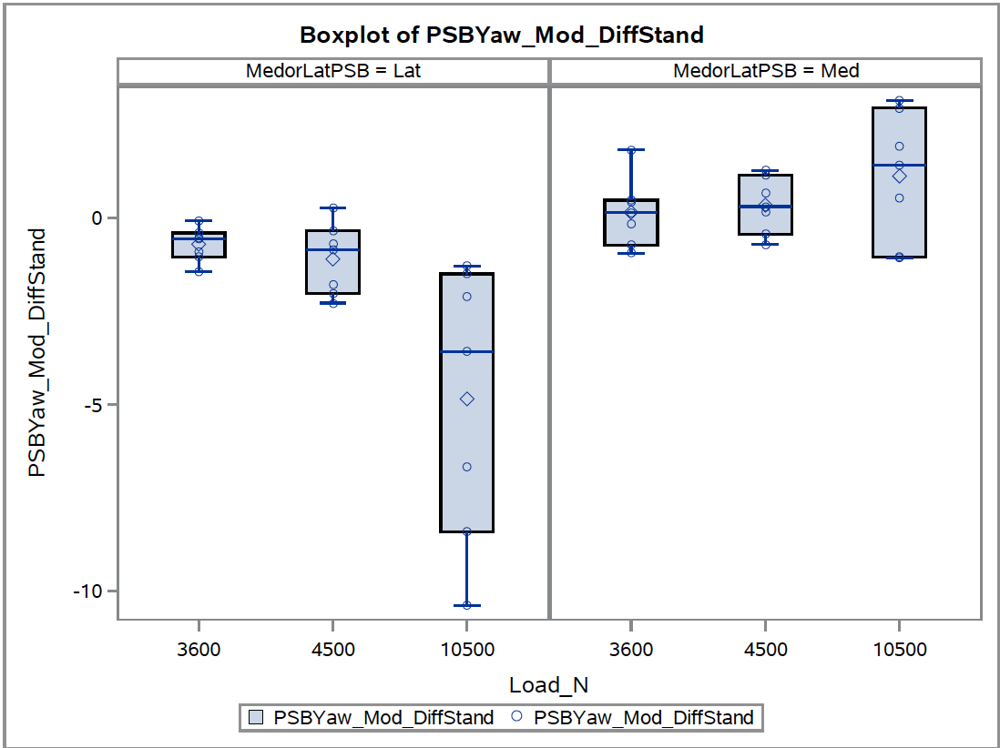 Boxplot of PSBYaw_Mod_DiffStand
MedorLatPSB = Lat
MedorLatPSB = Med
PSBYaw_Mod_DiffStand
0
-5
-10
3600
4500
10500
3600
4500
10500
Load_N
PSBYaw_Mod_DiffStand
PSBYaw_Mod_DiffStand